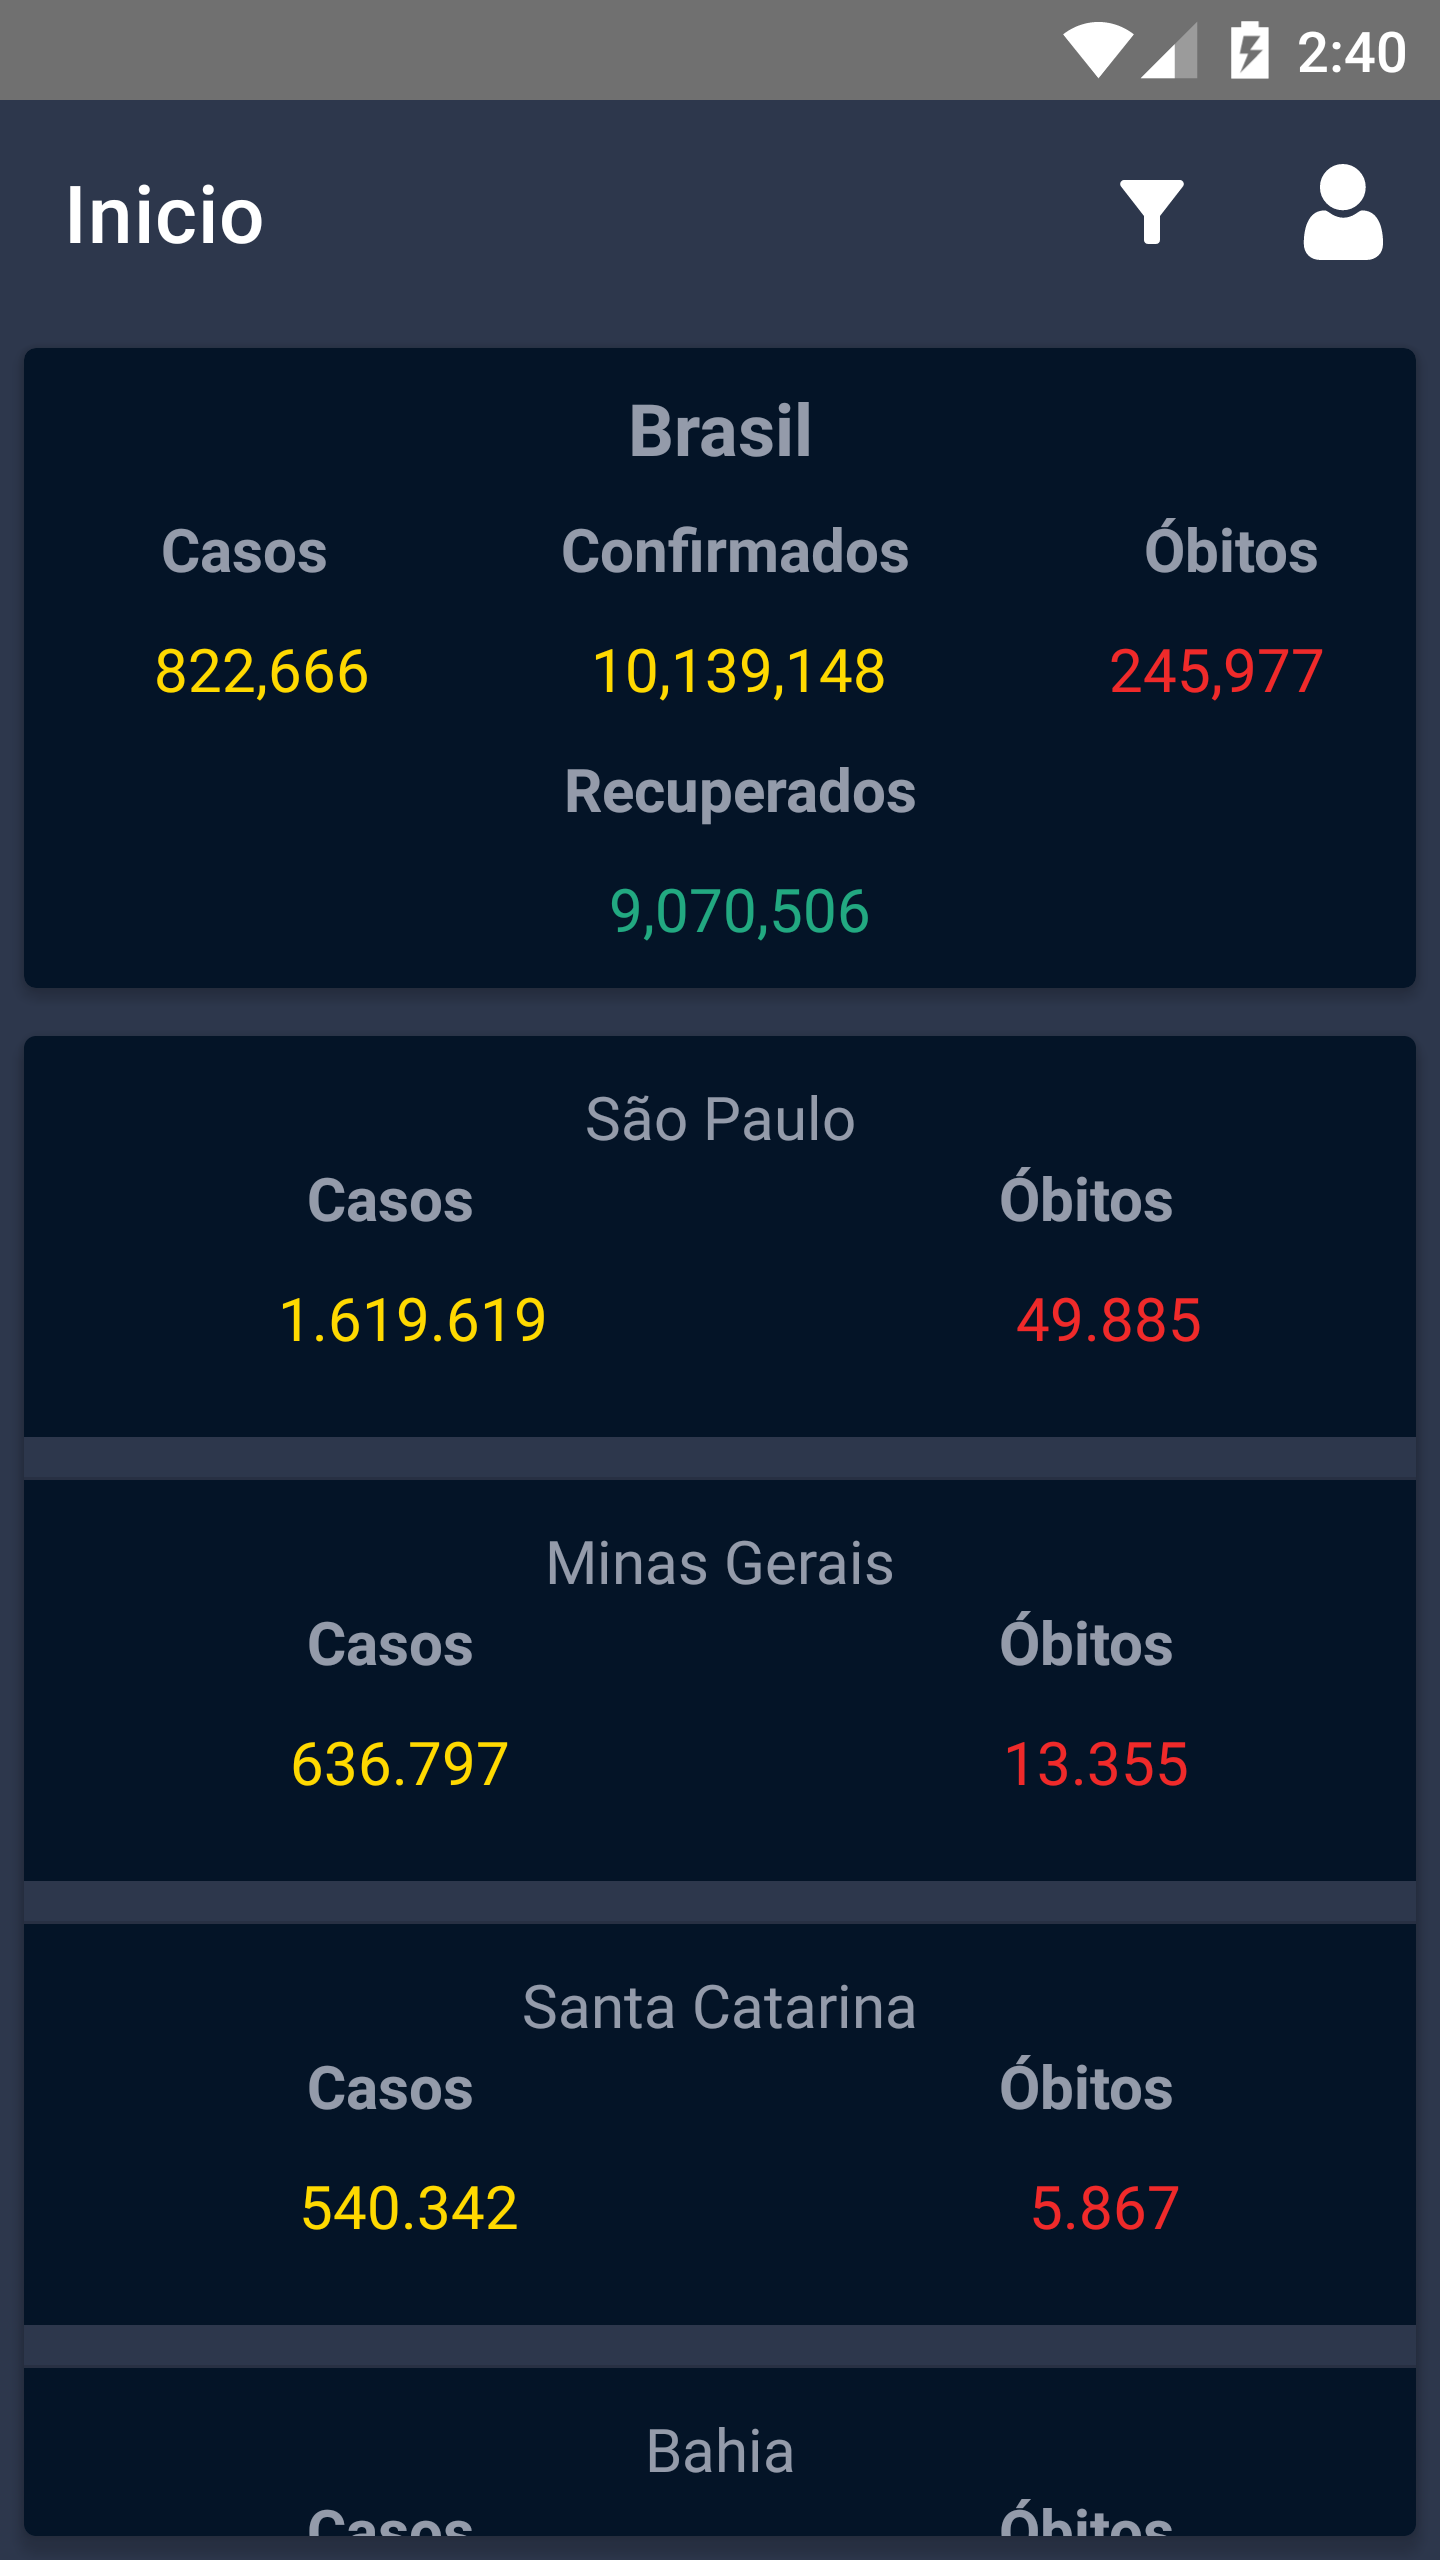 2:40
Inicio
Brasil
Casos Confirmados Óbitos
822,666 10,139,148 245,977
Recuperados
9,070,506
São Paulo
Casos Óbitos
1.619.619 49.885
Minas Gerais
Casos Óbitos
636.797 13.355
Santa Catarina
Casos Óbitos
540.342 5.867
Bahia
Casos Óbitos